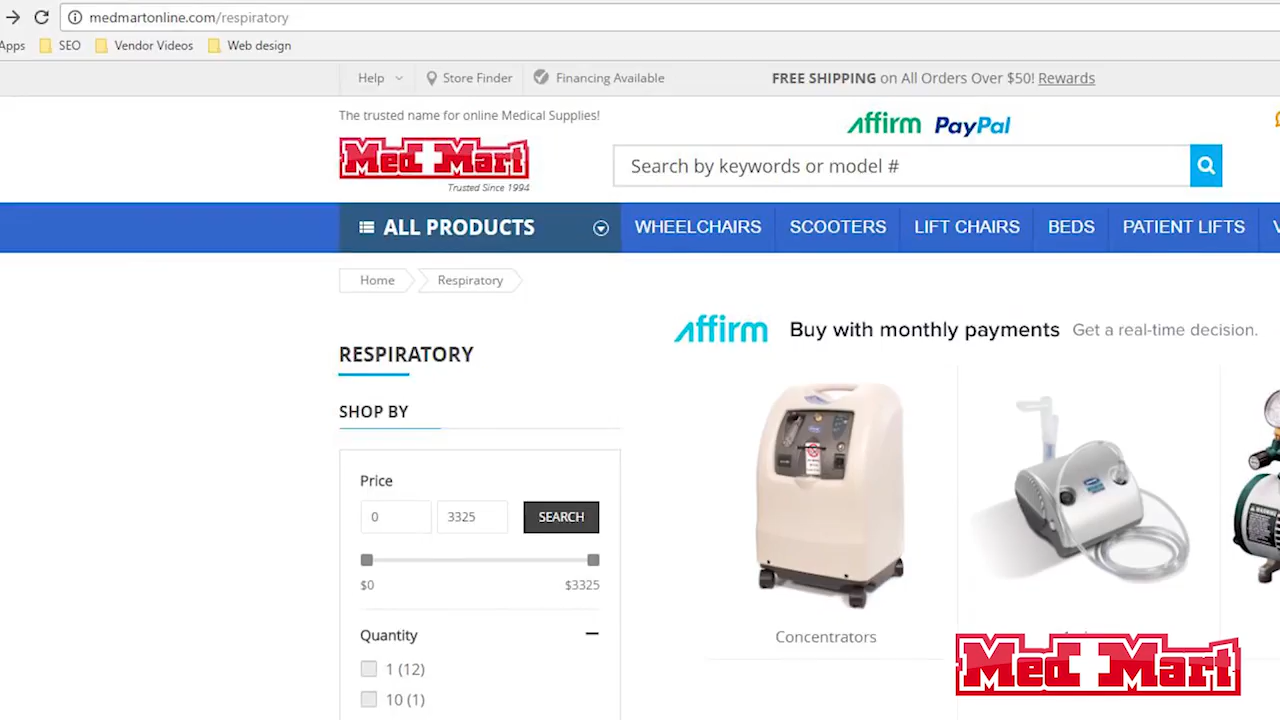 medmartonline.com/respiratory
Apps SEO Vendor Videos Web design
Help Store Finder Financing Available FREE SHIPPING on All Orders Over $50! Rewards
The trusted name for online Medical Supplies!
affirm PayPal
Med Mart
Trusted Since 1994
Search by keywords or model #
ALL PRODUCTS WHEELCHAIRS SCOOTERS LIFT CHAIRS BEDS PATIENT LIFTS
Home Respiratory
affirm Buy with monthly payments Get a real-time decision.
RESPIRATORY
SHOP BY
Price
0 3325 SEARCH
$0 $3325
Quantity
1 (12)
10 (1)
Concentrators
WARNING
Med Mart